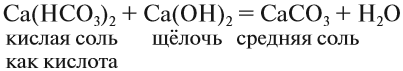 Ca(HCO₃)₂ + Ca(OH)₂ = CaCO₃ + H₂O
кислая соль щёлочь средняя соль
как кислота